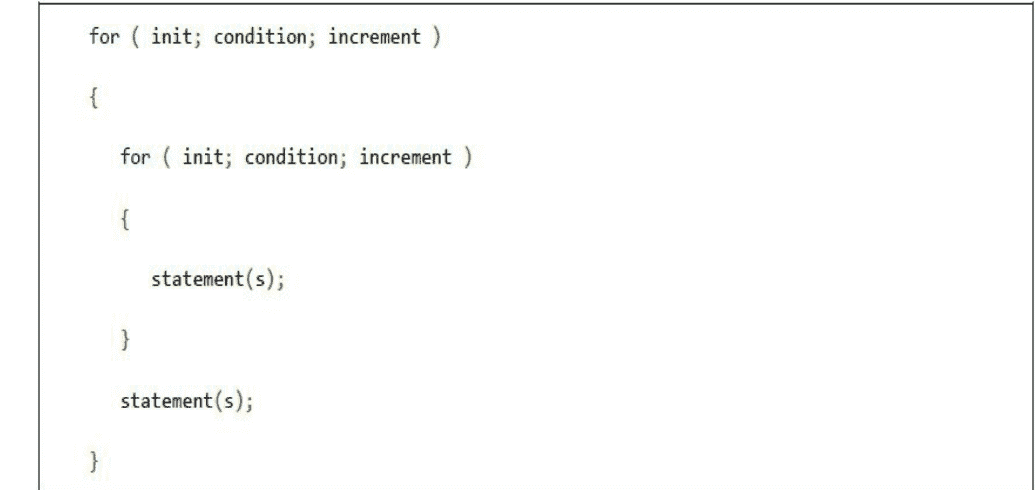 for ( init; condition; increment )
{
for ( init; condition; increment )
{
statement(s);
}
statement(s);
}